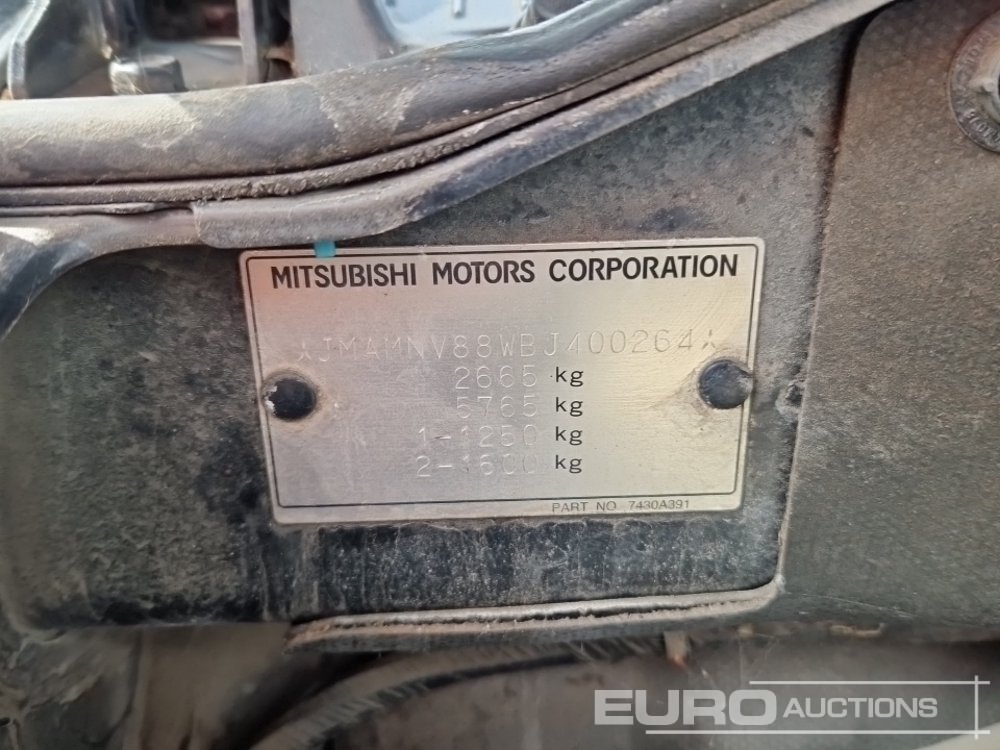 MITSUBISHI MOTORS CORPORATION
*JMAMNV88WBJ400264*
2665 kg
5765 kg
1-1250 kg
2-1600 kg
PART NO 7430A391
EURO AUCTIONS